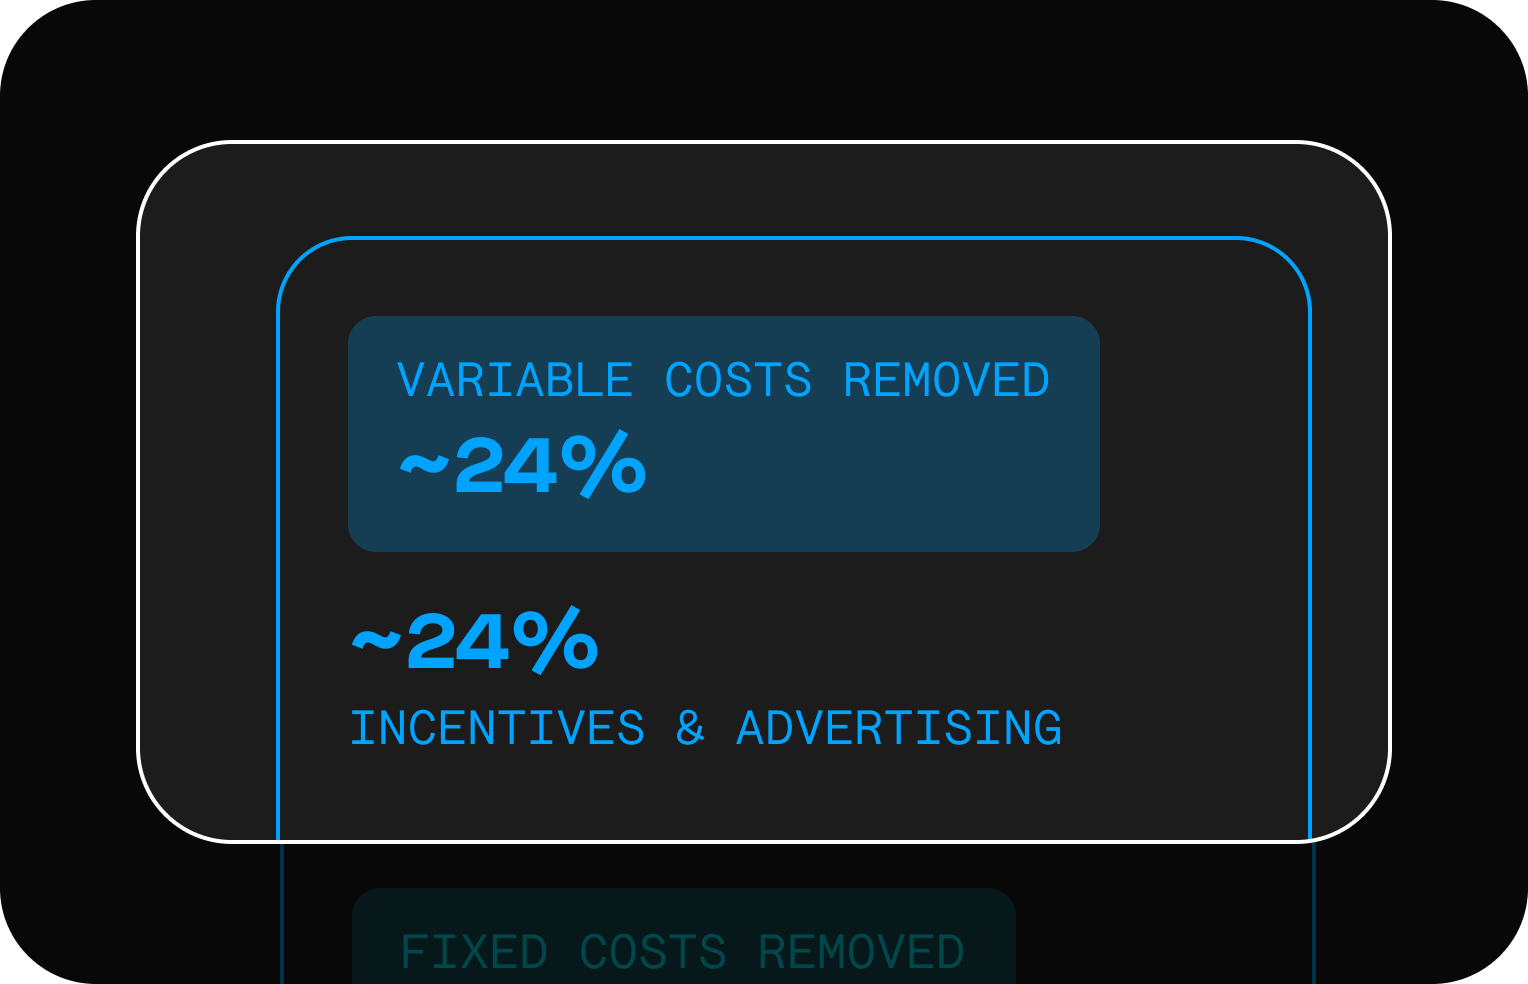 VARIABLE COSTS REMOVED
~24%
~24%
INCENTIVES & ADVERTISING
FIXED COSTS REMOVED